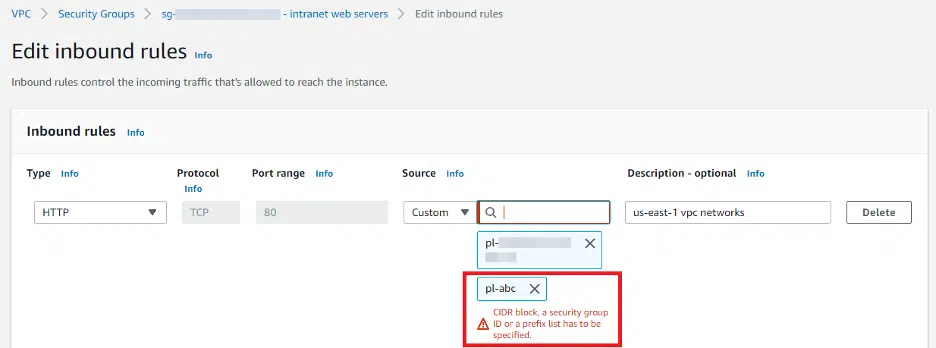 VPC > Security Groups > sg- - intranet web servers > Edit inbound rules
Edit inbound rules Info
Inbound rules control the incoming traffic that's allowed to reach the instance.
Inbound rules Info
Type Info Protocol Info Port range Info Source Info Description - optional Info
HTTP TCP 80 Custom us-east-1 vpc networks Delete
pl-
pl-abc
CIDR block, a security group
ID or a prefix list has to be
specified.